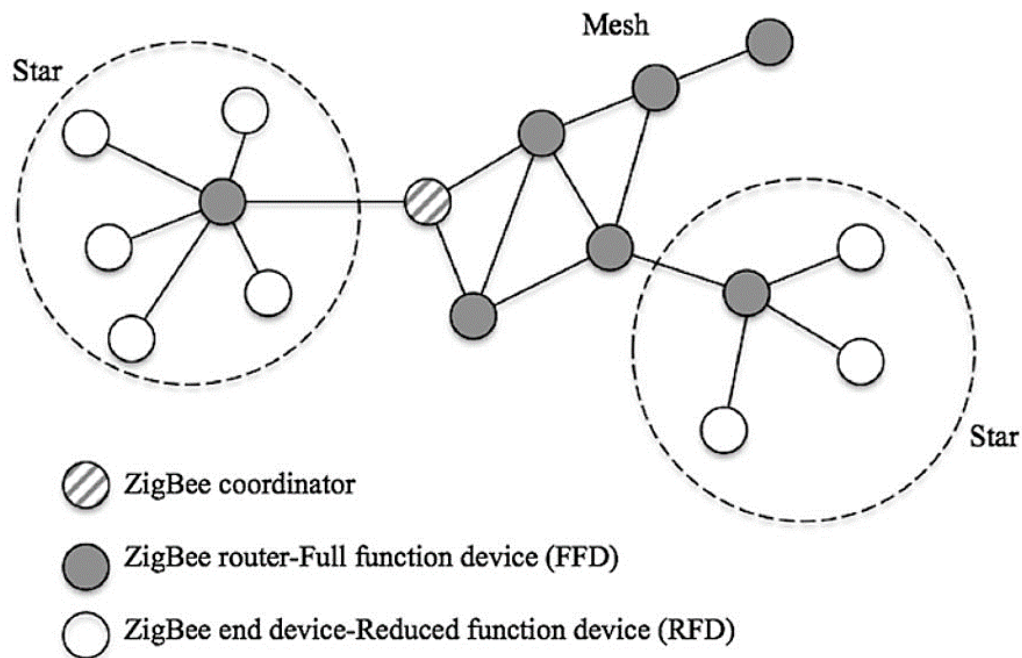 Mesh
Star
Star
ZigBee coordinator
ZigBee router-Full function device (FFD)
ZigBee end device-Reduced function device (RFD)